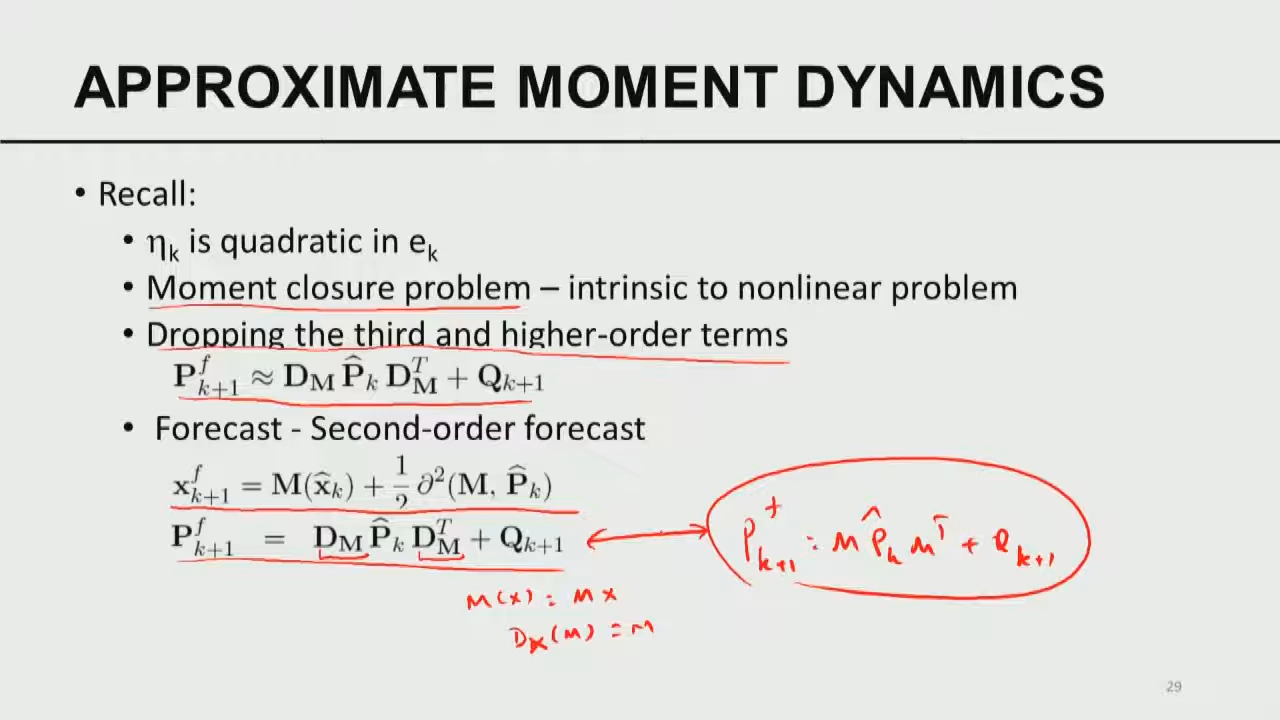 APPROXIMATE MOMENT DYNAMICS
• Recall:
• ηk is quadratic in ek
• Moment closure problem – intrinsic to nonlinear problem
• Dropping the third and higher-order terms
P^f_{k+1} ≈ D_M P̂_k D_M^T + Q_{k+1}
• Forecast - Second-order forecast
x^f_{k+1} = M(x̂_k) + 1/2 ∂²(M, P̂_k)
P^f_{k+1} = D_M P̂_k D_M^T + Q_{k+1}
P^f_{k+1} = M P̂_k M^T + Q_{k+1}
M(x) = Mx
D_x(M) = M
29